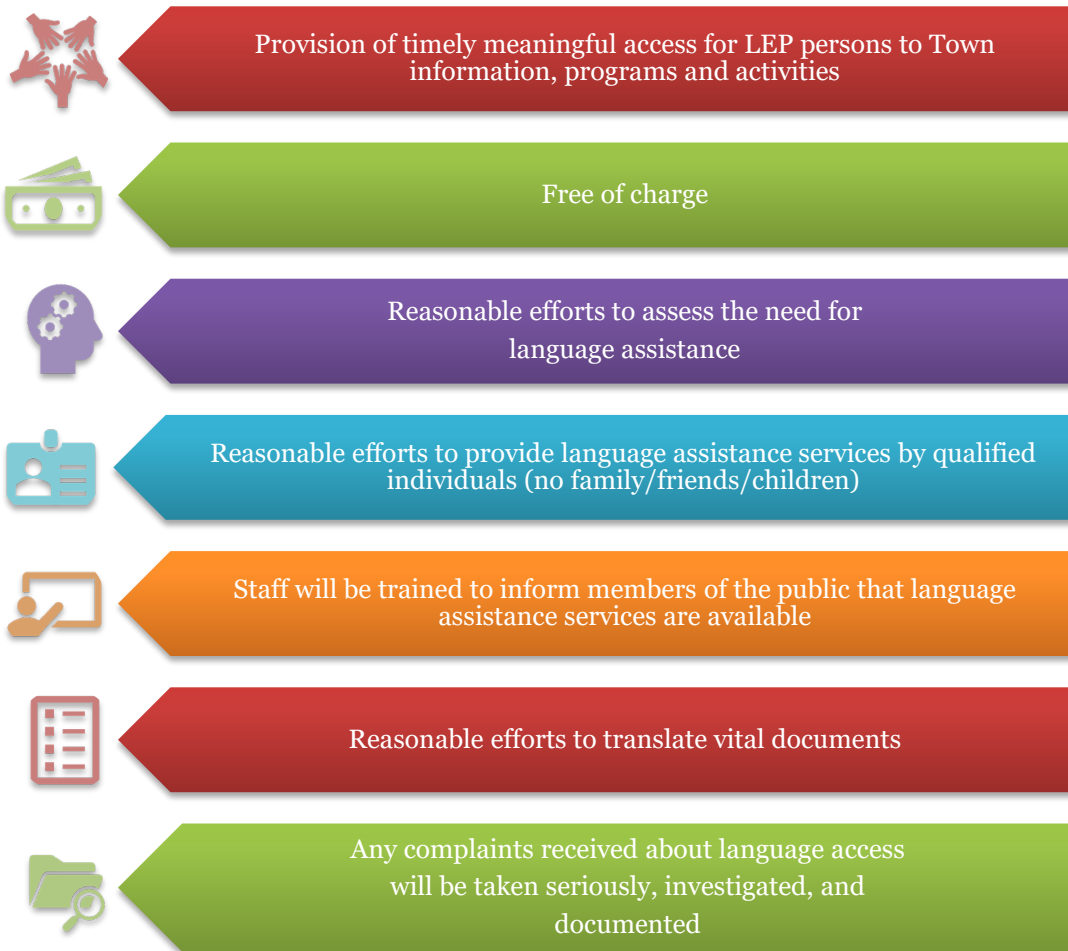 Provision of timely meaningful access for LEP persons to Town
information, programs and activities
Free of charge
Reasonable efforts to assess the need for
language assistance
Reasonable efforts to provide language assistance services by qualified
individuals (no family/friends/children)
Staff will be trained to inform members of the public that language
assistance services are available
Reasonable efforts to translate vital documents
Any complaints received about language access
will be taken seriously, investigated, and
documented